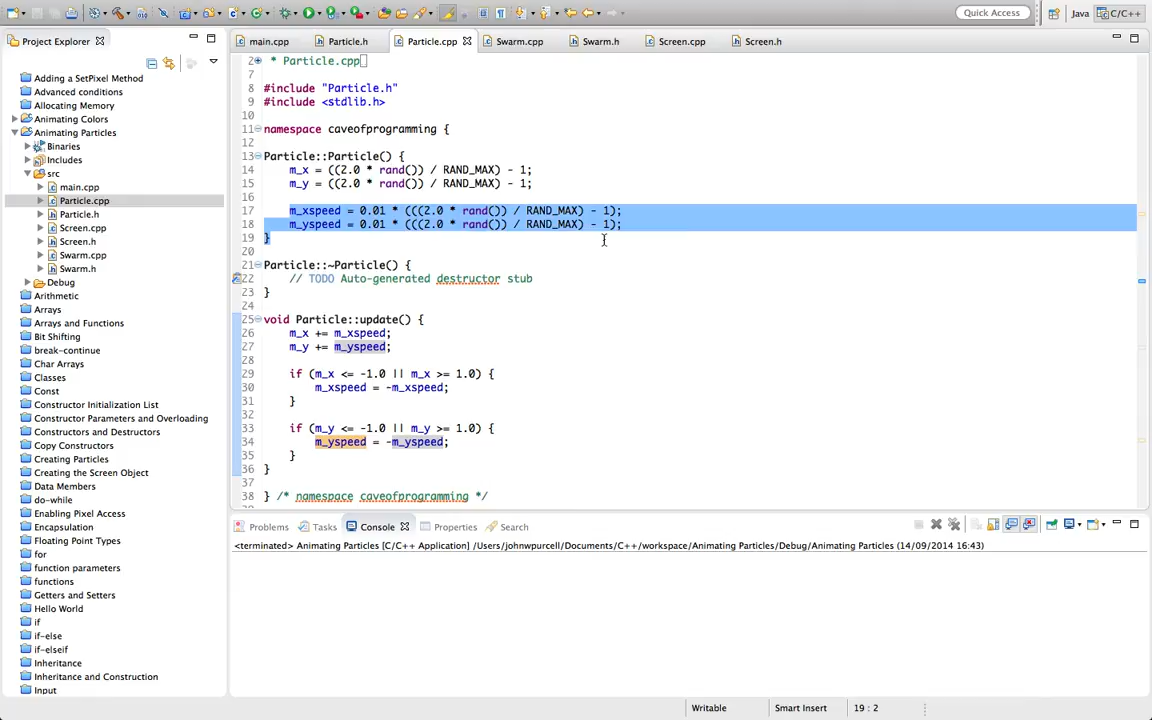 Quick Access
Java
C/C++
Project Explorer
main.cpp
Particle.h
Particle.cpp
Swarm.cpp
Swarm.h
Screen.cpp
Screen.h
Adding a SetPixel Method
Advanced conditions
Allocating Memory
Animating Colors
Animating Particles
Binaries
Includes
src
main.cpp
Particle.cpp
Particle.h
Screen.cpp
Screen.h
Swarm.cpp
Swarm.h
Debug
Arithmetic
Arrays
Arrays and Functions
Bit Shifting
break-continue
Char Arrays
Classes
Const
Constructor Initialization List
Constructor Parameters and Overloading
Constructors and Destructors
Copy Constructors
Creating Particles
Creating the Screen Object
Data Members
do-while
Enabling Pixel Access
Encapsulation
Floating Point Types
for
function parameters
functions
Getters and Setters
Hello World
if
if-else
if-elseif
Inheritance
Inheritance and Construction
Input
2 * Particle.cpp
7
8 #include "Particle.h"
9 #include <stdlib.h>
10
11 namespace caveofprogramming {
12
13 Particle::Particle() {
14 m_x = ((2.0 * rand()) / RAND_MAX) - 1;
15 m_y = ((2.0 * rand()) / RAND_MAX) - 1;
16
17 m_xspeed = 0.01 * (((2.0 * rand()) / RAND_MAX) - 1);
18 m_yspeed = 0.01 * (((2.0 * rand()) / RAND_MAX) - 1);
19 }
20
21 Particle::~Particle() {
22 // TODO Auto-generated destructor stub
23 }
24
25 void Particle::update() {
26 m_x += m_xspeed;
27 m_y += m_yspeed;
28
29 if (m_x <= -1.0 || m_x >= 1.0) {
30 m_xspeed = -m_xspeed;
31 }
32
33 if (m_y <= -1.0 || m_y >= 1.0) {
34 m_yspeed = -m_yspeed;
35 }
36 }
37
38 } /* namespace caveofprogramming */
Problems
Tasks
Console
Properties
Search
<terminated> Animating Particles [C/C++ Application] /Users/johnwpurcell/Documents/C++/workspace/Animating Particles/Debug/Animating Particles (14/09/2014 16:43)
Writable
Smart Insert
19 : 2